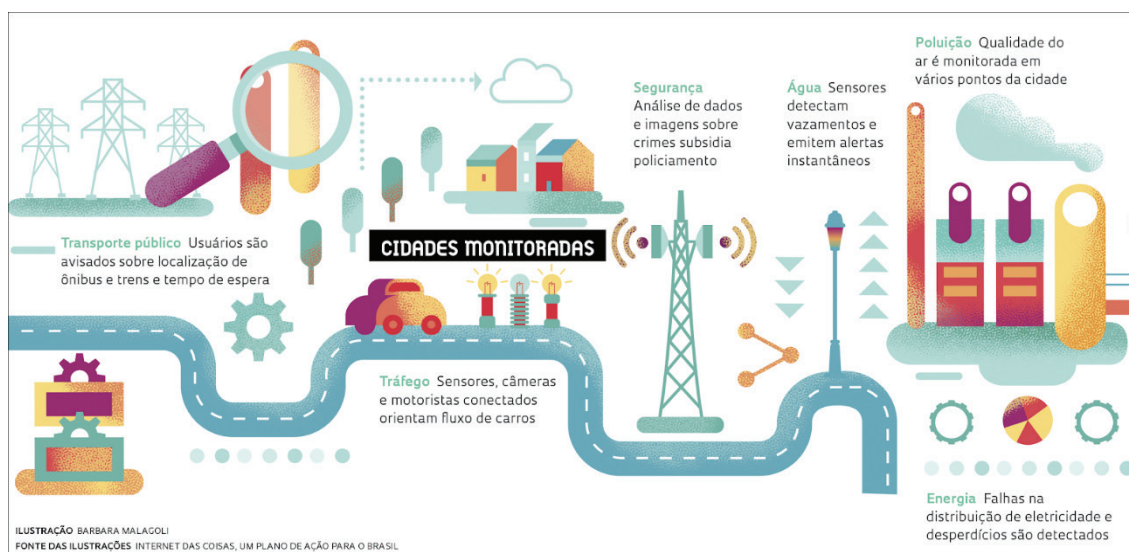 Poluição Qualidade do
ar é monitorada em
vários pontos da cidade
Segurança
Análise de dados
e imagens sobre
crimes subsidia
policiamento
Água Sensores
detectam
vazamentos e
emitem alertas
instantâneos
CIDADES MONITORADAS
Transporte público Usuários são
avisados sobre localização de
ônibus e trens e tempo de espera
Tráfego Sensores, câmeras
e motoristas conectados
orientam fluxo de carros
Energia Falhas na
distribuição de eletricidade e
desperdícios são detectados
ILUSTRAÇÃO BARBARA MALAGOLI
FONTE DAS ILUSTRAÇÕES INTERNET DAS COISAS, UM PLANO DE AÇÃO PARA O BRASIL